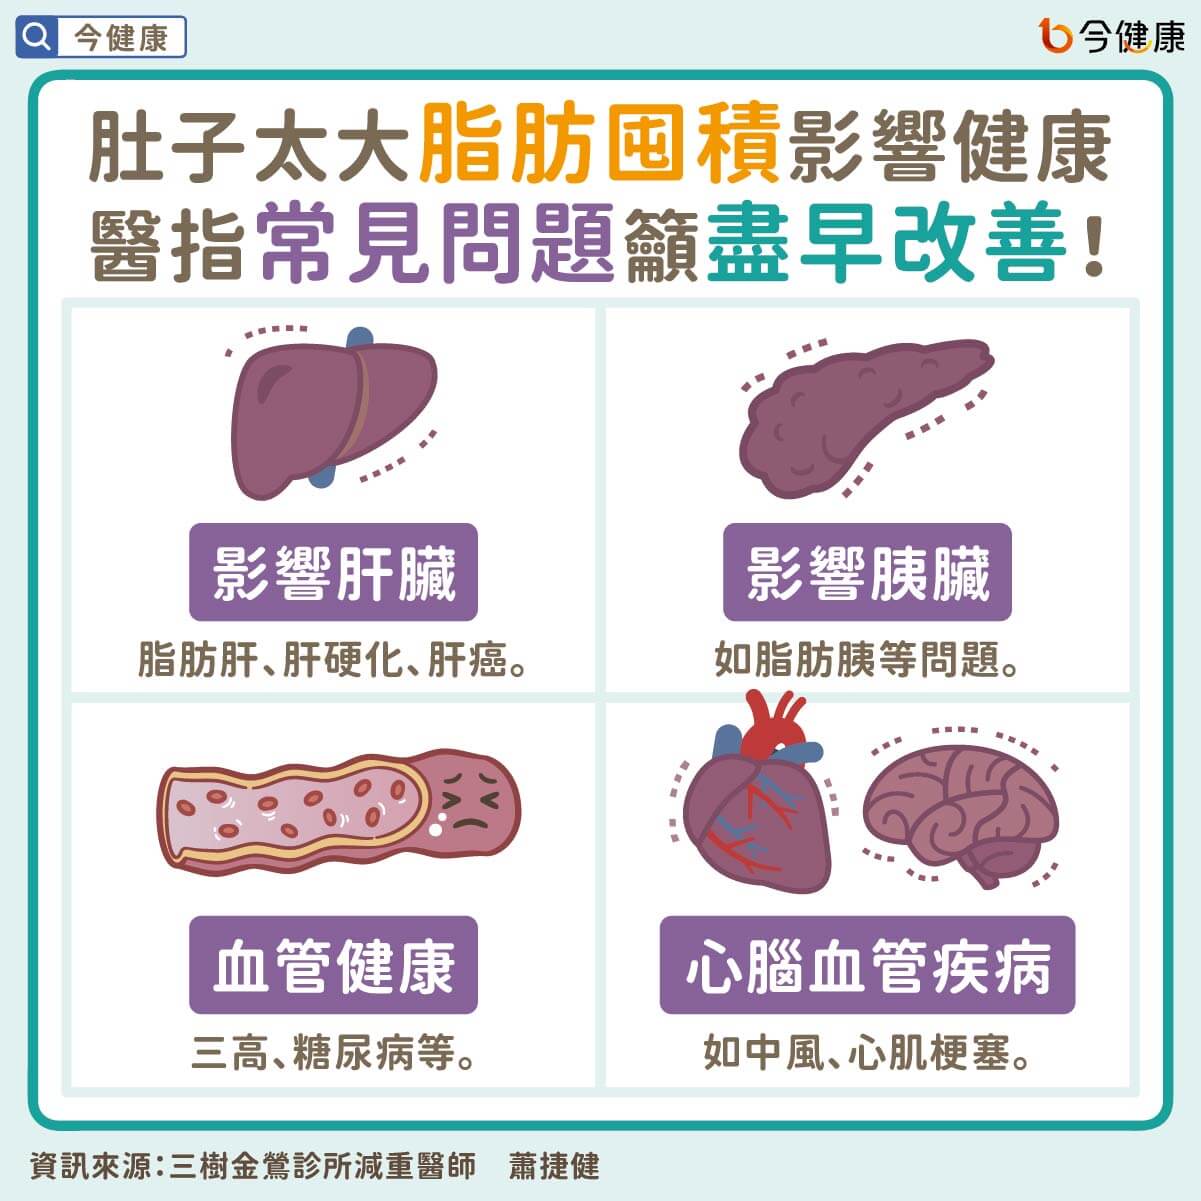 今健康
今健康
肚子太大脂肪囤積影響健康
醫指常見問題籲盡早改善！
影響肝臟
脂肪肝、肝硬化、肝癌。
影響胰臟
如脂肪胰等問題。
血管健康
三高、糖尿病等。
心腦血管疾病
如中風、心肌梗塞。
資訊來源：三樹金鶯診所減重醫師　蕭捷健